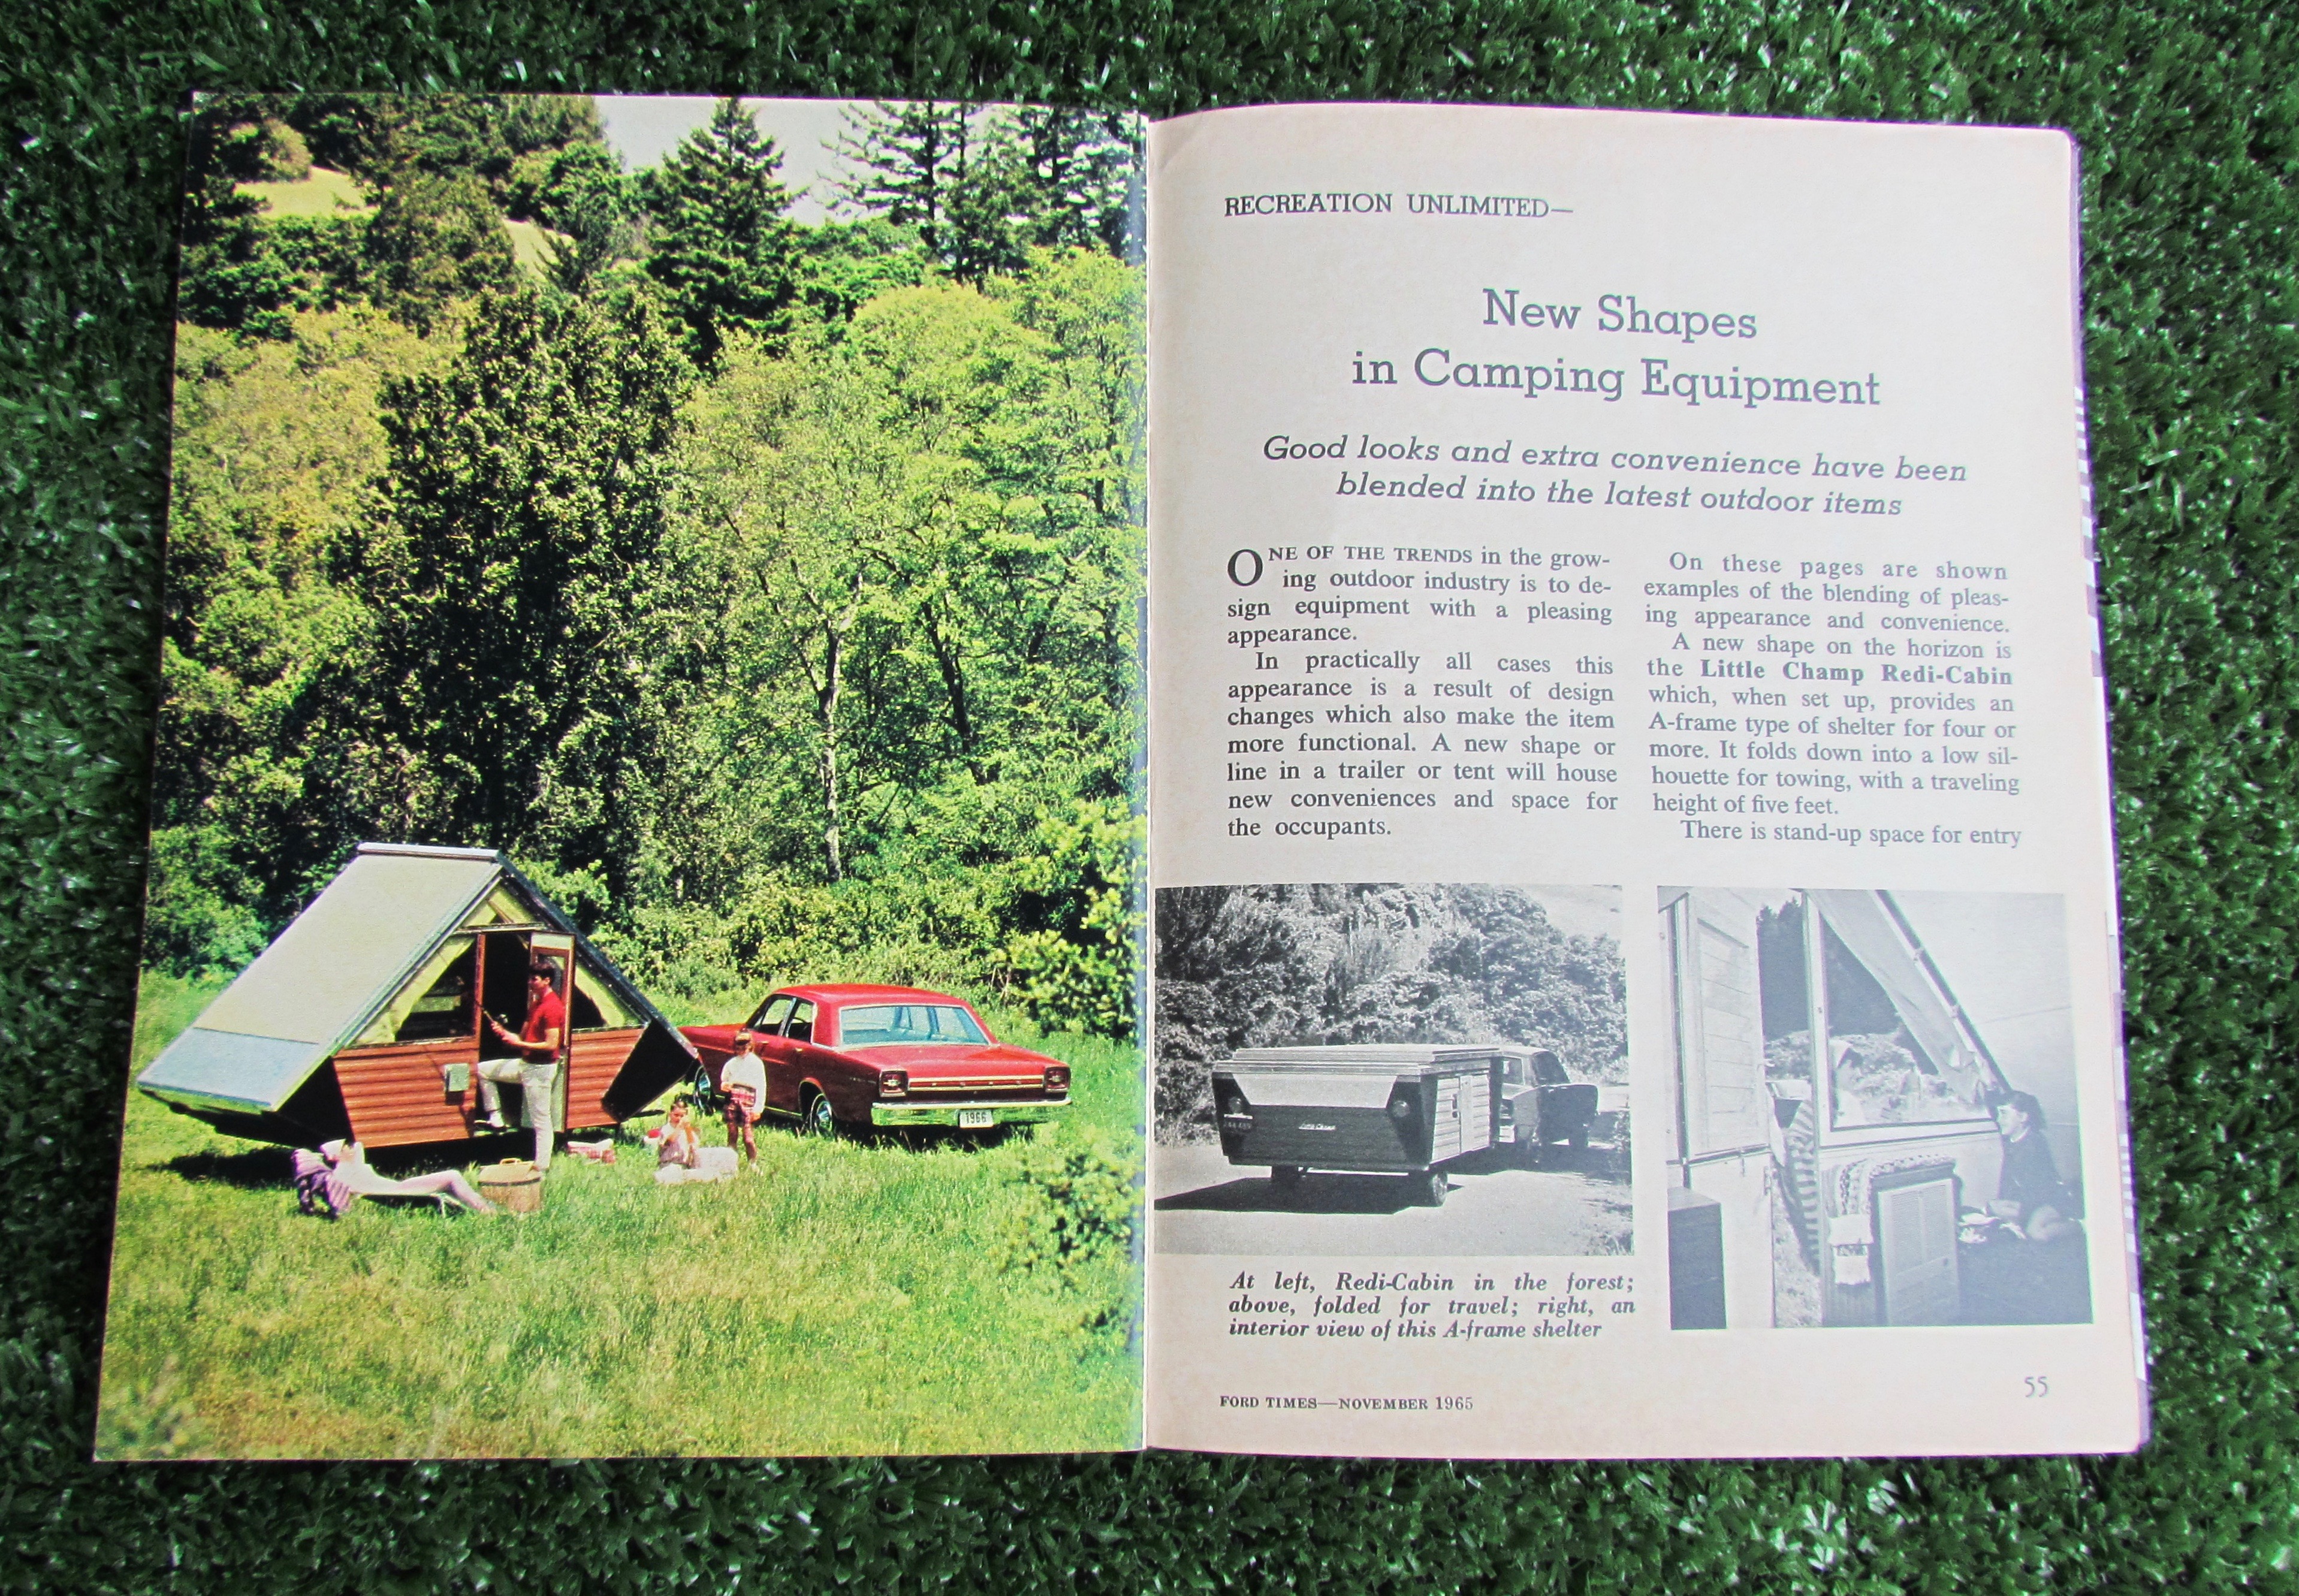 RECREATION UNLIMITED—
New Shapes
in Camping Equipment
Good looks and extra convenience have been
blended into the latest outdoor items
ONE OF THE TRENDS in the grow-
ing outdoor industry is to de-
sign equipment with a pleasing
appearance.
In practically all cases this
appearance is a result of design
changes which also make the item
more functional. A new shape or
line in a trailer or tent will house
new conveniences and space for
the occupants.
On these pages are shown
examples of the blending of pleas-
ing appearance and convenience.
A new shape on the horizon is
the Little Champ Redi-Cabin
which, when set up, provides an
A-frame type of shelter for four or
more. It folds down into a low sil-
houette for towing, with a traveling
height of five feet.
There is stand-up space for entry
1966
At left, Redi-Cabin in the forest;
above, folded for travel; right, an
interior view of this A-frame shelter
FORD TIMES—NOVEMBER 1965
55